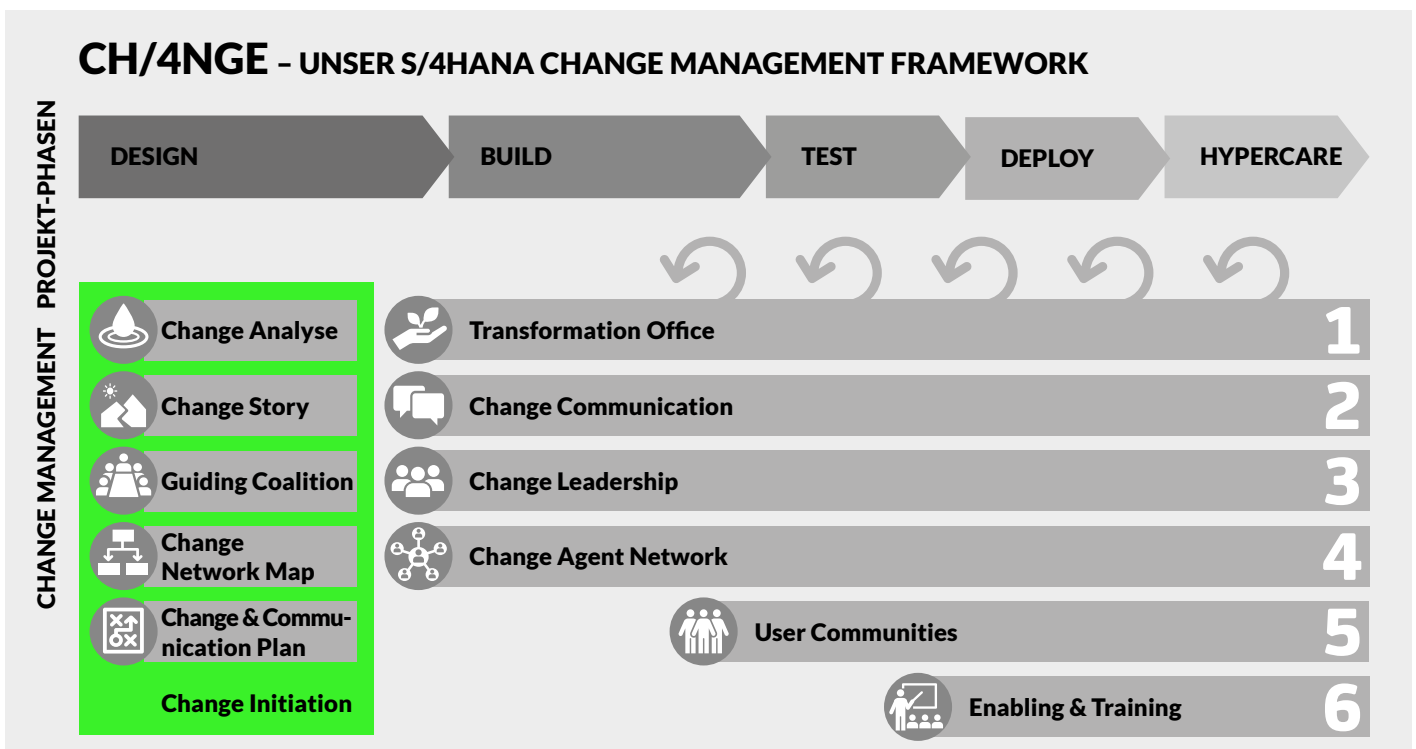 CH/4NGE – UNSER S/4HANA CHANGE MANAGEMENT FRAMEWORK
PROJEKT-PHASEN
DESIGN
BUILD
TEST
DEPLOY
HYPERCARE
CHANGE MANAGEMENT
Change Analyse
Change Story
Guiding Coalition
Change
Network Map
Change & Commu-
nication Plan
Change Initiation
Transformation Office
1
Change Communication
2
Change Leadership
3
Change Agent Network
4
User Communities
5
Enabling & Training
6